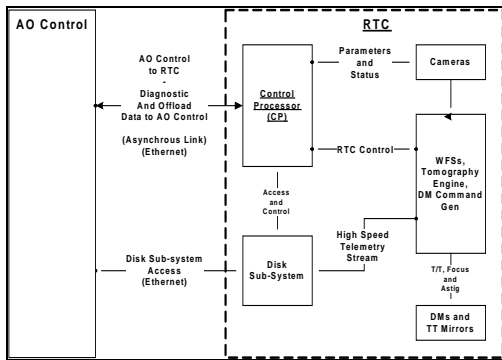 AO Control
RTC
AO Control
to RTC
-
Diagnostic
And Offload
Data to AO Control
(Asynchrous Link)
(Ethernet)
Control
Processor
(CP)
Parameters
and
Status
Cameras
RTC Control
WFSs,
Tomography
Engine,
DM Command
Gen
Access
and
Control
High Speed
Telemetry
Stream
Disk Sub-system
Access
(Ethernet)
Disk
Sub-System
T/T, Focus
and
Astig
DMs and
TT Mirrors